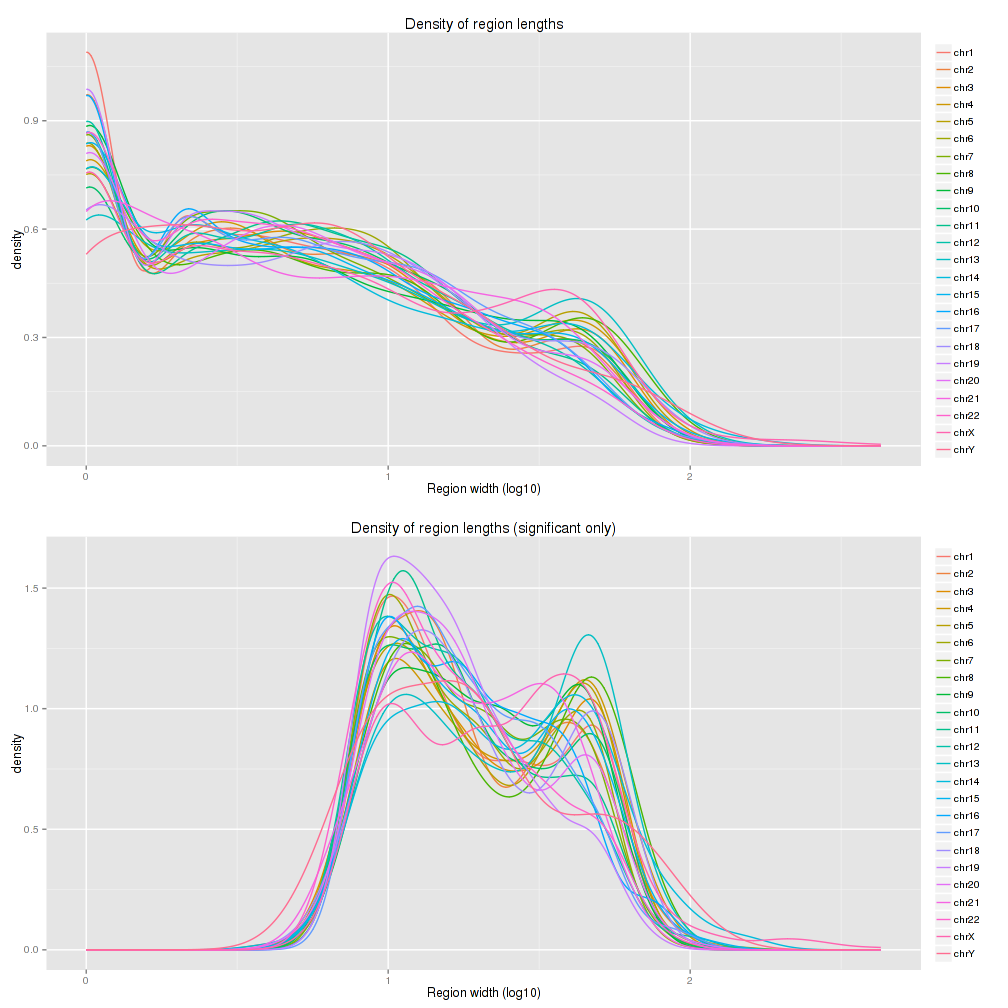 Density of region lengths
density
0.9
0.6
0.3
0.0
0
1
2
Region width (log10)
chr1
chr2
chr3
chr4
chr5
chr6
chr7
chr8
chr9
chr10
chr11
chr12
chr13
chr14
chr15
chr16
chr17
chr18
chr19
chr20
chr21
chr22
chrX
chrY
Density of region lengths (significant only)
density
1.5
1.0
0.5
0.0
0
1
2
Region width (log10)
chr1
chr2
chr3
chr4
chr5
chr6
chr7
chr8
chr9
chr10
chr11
chr12
chr13
chr14
chr15
chr16
chr17
chr18
chr19
chr20
chr21
chr22
chrX
chrY